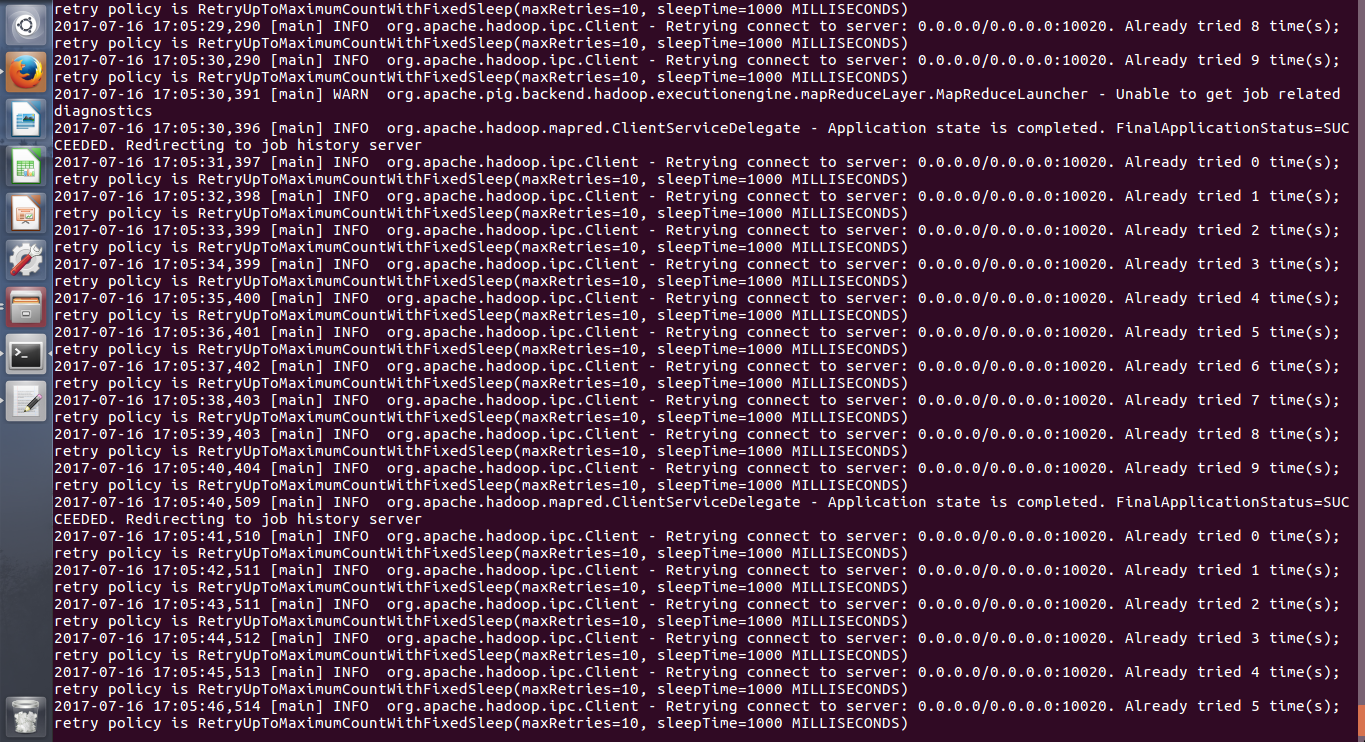 retry policy is RetryUpToMaximumCountWithFixedSleep(maxRetries=10, sleepTime=1000 MILLISECONDS)
2017-07-16 17:05:29,290 [main] INFO  org.apache.hadoop.ipc.Client - Retrying connect to server: 0.0.0.0/0.0.0.0:10020. Already tried 8 time(s);
retry policy is RetryUpToMaximumCountWithFixedSleep(maxRetries=10, sleepTime=1000 MILLISECONDS)
2017-07-16 17:05:30,290 [main] INFO  org.apache.hadoop.ipc.Client - Retrying connect to server: 0.0.0.0/0.0.0.0:10020. Already tried 9 time(s);
retry policy is RetryUpToMaximumCountWithFixedSleep(maxRetries=10, sleepTime=1000 MILLISECONDS)
2017-07-16 17:05:30,391 [main] WARN  org.apache.pig.backend.hadoop.executionengine.mapReduceLayer.MapReduceLauncher - Unable to get job related
diagnostics
2017-07-16 17:05:30,396 [main] INFO  org.apache.hadoop.mapred.ClientServiceDelegate - Application state is completed. FinalApplicationStatus=SUC
CEEDED. Redirecting to job history server
2017-07-16 17:05:31,397 [main] INFO  org.apache.hadoop.ipc.Client - Retrying connect to server: 0.0.0.0/0.0.0.0:10020. Already tried 0 time(s);
retry policy is RetryUpToMaximumCountWithFixedSleep(maxRetries=10, sleepTime=1000 MILLISECONDS)
2017-07-16 17:05:32,398 [main] INFO  org.apache.hadoop.ipc.Client - Retrying connect to server: 0.0.0.0/0.0.0.0:10020. Already tried 1 time(s);
retry policy is RetryUpToMaximumCountWithFixedSleep(maxRetries=10, sleepTime=1000 MILLISECONDS)
2017-07-16 17:05:33,399 [main] INFO  org.apache.hadoop.ipc.Client - Retrying connect to server: 0.0.0.0/0.0.0.0:10020. Already tried 2 time(s);
retry policy is RetryUpToMaximumCountWithFixedSleep(maxRetries=10, sleepTime=1000 MILLISECONDS)
2017-07-16 17:05:34,399 [main] INFO  org.apache.hadoop.ipc.Client - Retrying connect to server: 0.0.0.0/0.0.0.0:10020. Already tried 3 time(s);
retry policy is RetryUpToMaximumCountWithFixedSleep(maxRetries=10, sleepTime=1000 MILLISECONDS)
2017-07-16 17:05:35,400 [main] INFO  org.apache.hadoop.ipc.Client - Retrying connect to server: 0.0.0.0/0.0.0.0:10020. Already tried 4 time(s);
retry policy is RetryUpToMaximumCountWithFixedSleep(maxRetries=10, sleepTime=1000 MILLISECONDS)
2017-07-16 17:05:36,401 [main] INFO  org.apache.hadoop.ipc.Client - Retrying connect to server: 0.0.0.0/0.0.0.0:10020. Already tried 5 time(s);
retry policy is RetryUpToMaximumCountWithFixedSleep(maxRetries=10, sleepTime=1000 MILLISECONDS)
2017-07-16 17:05:37,402 [main] INFO  org.apache.hadoop.ipc.Client - Retrying connect to server: 0.0.0.0/0.0.0.0:10020. Already tried 6 time(s);
retry policy is RetryUpToMaximumCountWithFixedSleep(maxRetries=10, sleepTime=1000 MILLISECONDS)
2017-07-16 17:05:38,403 [main] INFO  org.apache.hadoop.ipc.Client - Retrying connect to server: 0.0.0.0/0.0.0.0:10020. Already tried 7 time(s);
retry policy is RetryUpToMaximumCountWithFixedSleep(maxRetries=10, sleepTime=1000 MILLISECONDS)
2017-07-16 17:05:39,403 [main] INFO  org.apache.hadoop.ipc.Client - Retrying connect to server: 0.0.0.0/0.0.0.0:10020. Already tried 8 time(s);
retry policy is RetryUpToMaximumCountWithFixedSleep(maxRetries=10, sleepTime=1000 MILLISECONDS)
2017-07-16 17:05:40,404 [main] INFO  org.apache.hadoop.ipc.Client - Retrying connect to server: 0.0.0.0/0.0.0.0:10020. Already tried 9 time(s);
retry policy is RetryUpToMaximumCountWithFixedSleep(maxRetries=10, sleepTime=1000 MILLISECONDS)
2017-07-16 17:05:40,509 [main] INFO  org.apache.hadoop.mapred.ClientServiceDelegate - Application state is completed. FinalApplicationStatus=SUC
CEEDED. Redirecting to job history server
2017-07-16 17:05:41,510 [main] INFO  org.apache.hadoop.ipc.Client - Retrying connect to server: 0.0.0.0/0.0.0.0:10020. Already tried 0 time(s);
retry policy is RetryUpToMaximumCountWithFixedSleep(maxRetries=10, sleepTime=1000 MILLISECONDS)
2017-07-16 17:05:42,511 [main] INFO  org.apache.hadoop.ipc.Client - Retrying connect to server: 0.0.0.0/0.0.0.0:10020. Already tried 1 time(s);
retry policy is RetryUpToMaximumCountWithFixedSleep(maxRetries=10, sleepTime=1000 MILLISECONDS)
2017-07-16 17:05:43,511 [main] INFO  org.apache.hadoop.ipc.Client - Retrying connect to server: 0.0.0.0/0.0.0.0:10020. Already tried 2 time(s);
retry policy is RetryUpToMaximumCountWithFixedSleep(maxRetries=10, sleepTime=1000 MILLISECONDS)
2017-07-16 17:05:44,512 [main] INFO  org.apache.hadoop.ipc.Client - Retrying connect to server: 0.0.0.0/0.0.0.0:10020. Already tried 3 time(s);
retry policy is RetryUpToMaximumCountWithFixedSleep(maxRetries=10, sleepTime=1000 MILLISECONDS)
2017-07-16 17:05:45,513 [main] INFO  org.apache.hadoop.ipc.Client - Retrying connect to server: 0.0.0.0/0.0.0.0:10020. Already tried 4 time(s);
retry policy is RetryUpToMaximumCountWithFixedSleep(maxRetries=10, sleepTime=1000 MILLISECONDS)
2017-07-16 17:05:46,514 [main] INFO  org.apache.hadoop.ipc.Client - Retrying connect to server: 0.0.0.0/0.0.0.0:10020. Already tried 5 time(s);
retry policy is RetryUpToMaximumCountWithFixedSleep(maxRetries=10, sleepTime=1000 MILLISECONDS)